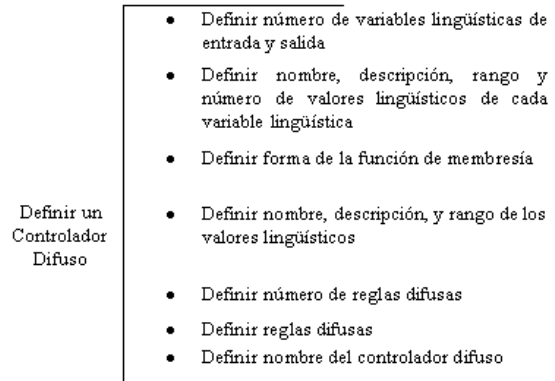 Definir un
Controlador
Difuso
• Definir número de variables lingüísticas de
entrada y salida
• Definir nombre, descripción, rango y
número de valores lingüísticos de cada
variable lingüística
• Definir forma de la función de membresía
• Definir nombre, descripción, y rango de los
valores lingüísticos
• Definir número de reglas difusas
• Definir reglas difusas
• Definir nombre del controlador difuso